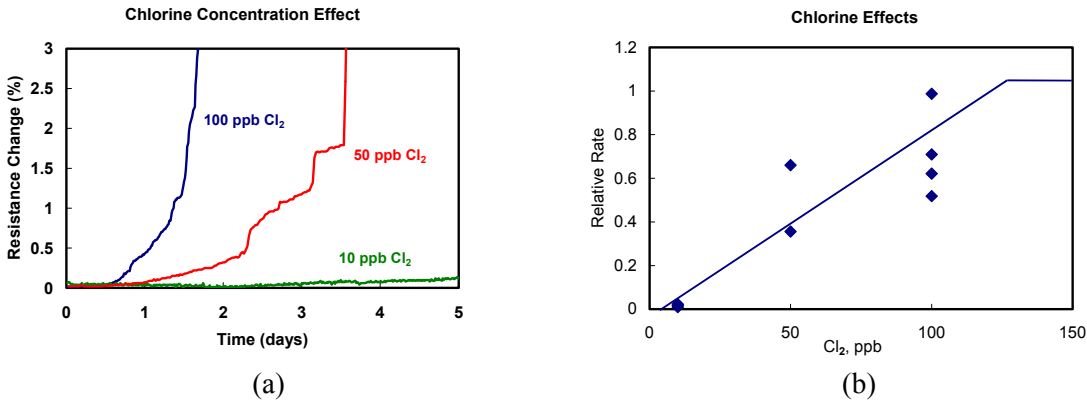 Chlorine Concentration Effect
3
2.5
2
1.5
1
0.5
0
Resistance Change (%)
100 ppb Cl₂
50 ppb Cl₂
10 ppb Cl₂
0 1 2 3 4 5
Time (days)
(a)
Chlorine Effects
1.2
1
0.8
0.6
0.4
0.2
0
Relative Rate
0 50 100 150
Cl₂, ppb
(b)